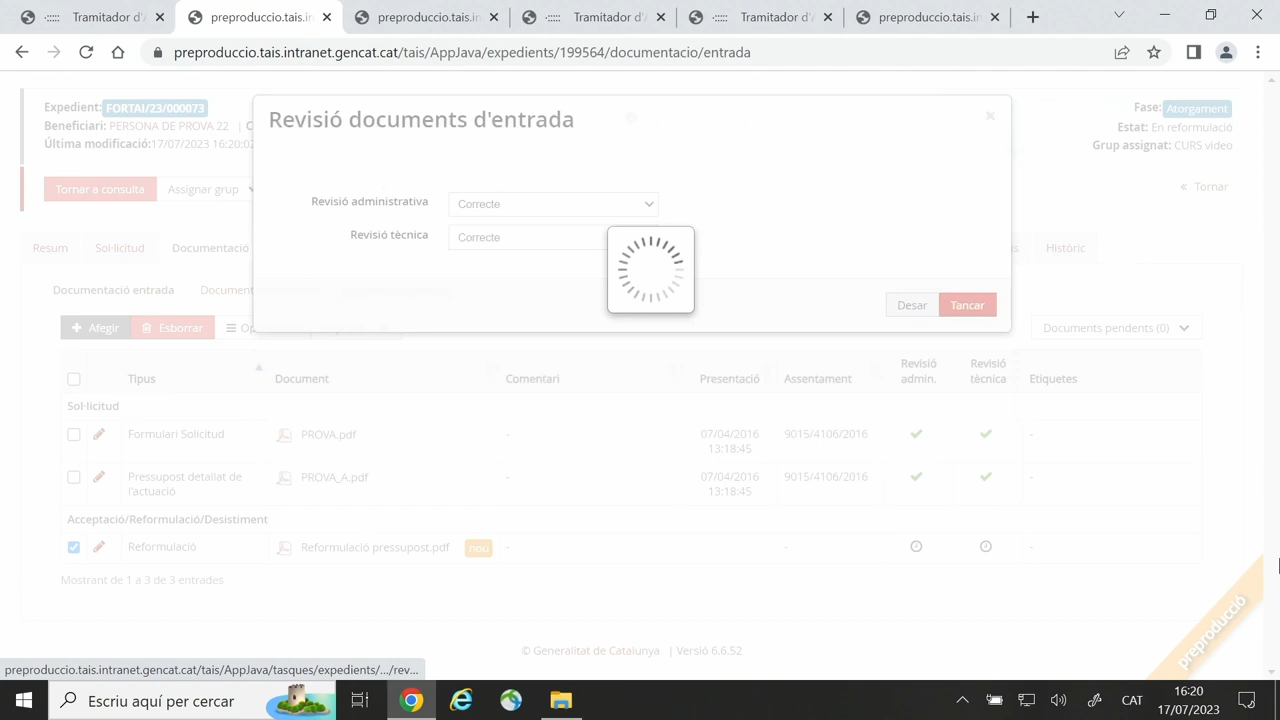 Tramitador d'A
preproduccio.tais.in
preproduccio.tais.in
Tramitador d'A
Tramitador d'A
preproduccio.tais.in
preproduccio.tais.intranet.gencat.cat/tais/AppJava/expedients/199564/documentacio/entrada
Expedient: FORTAI/23/000073
Beneficiari: PERSONA DE PROVA 22 | C
Última modificació:17/07/2023 16:20:02
Fase: Atorgament
Estat: En reformulació
Grup assignat: CURS video
Revisió documents d'entrada
Tornar a consulta
Assignar grup
« Tornar
Revisió administrativa
Correcte
Revisió tècnica
Correcte
Resum
Sol·licitud
Documentació
Històric
Documentació entrada
Document
Desar
Tancar
Afegir
Esborrar
Documents pendents (0)
Tipus
Document
Comentari
Presentació
Assentament
Revisió admin.
Revisió tècnica
Etiquetes
Sol·licitud
Formulari Solicitud
PROVA.pdf
-
07/04/2016 13:18:45
9015/4106/2016
-
Pressupost detallat de l'actuació
PROVA_A.pdf
-
07/04/2016 13:18:45
9015/4106/2016
-
Acceptació/Reformulació/Desistiment
Reformulació
Reformulació pressupost.pdf
nou
-
-
-
Mostrant de 1 a 3 de 3 entrades
© Generalitat de Catalunya | Versió 6.6.52
preproducció
preproduccio.tais.intranet.gencat.cat/tais/AppJava/tasques/expedients/.../rev...
Escriu aquí per cercar
CAT
16:20
17/07/2023